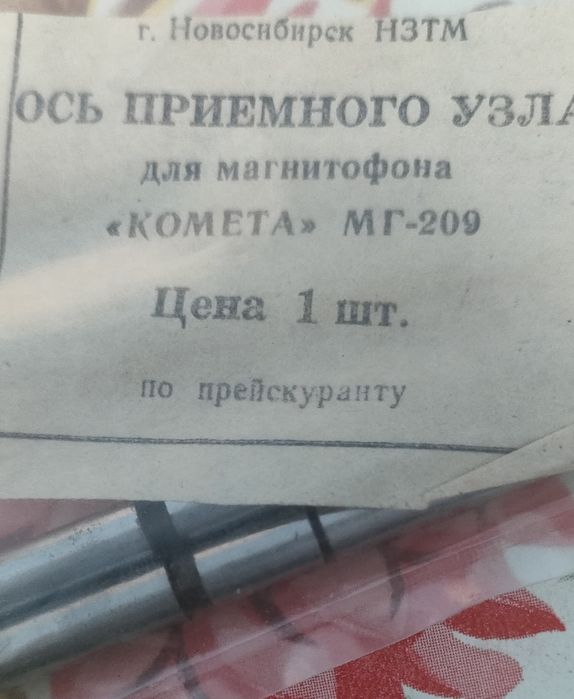 г. Новосибирск НЗТМ
ОСЬ ПРИЕМНОГО УЗЛА
для магнитофона
«КОМЕТА» МГ-209
Цена 1 шт.
по прейскуранту